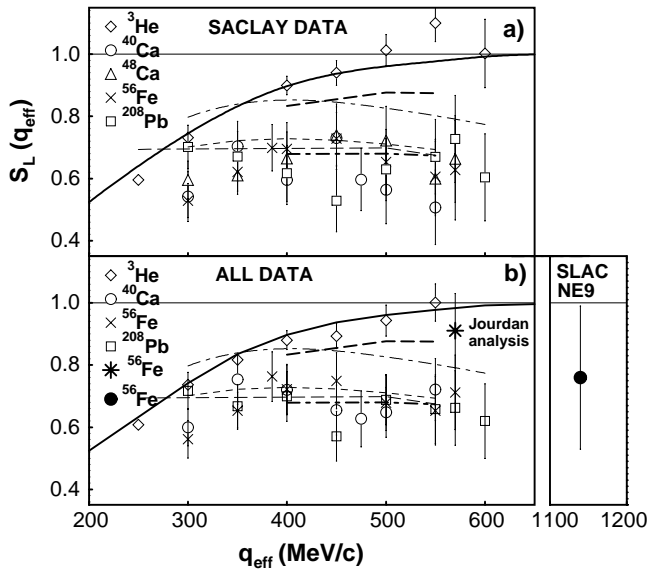 SACLAY DATA
a)
³He
⁴⁰Ca
⁴⁸Ca
⁵⁶Fe
²⁰⁸Pb
1.0
0.8
0.6
0.4
S_L (q_eff)
ALL DATA
b)
³He
⁴⁰Ca
⁵⁶Fe
²⁰⁸Pb
⁵⁶Fe
⁵⁶Fe
Jourdan
analysis
SLAC
NE9
1.0
0.8
0.6
0.4
200 300 400 500 600 1100 1200
q_eff (MeV/c)